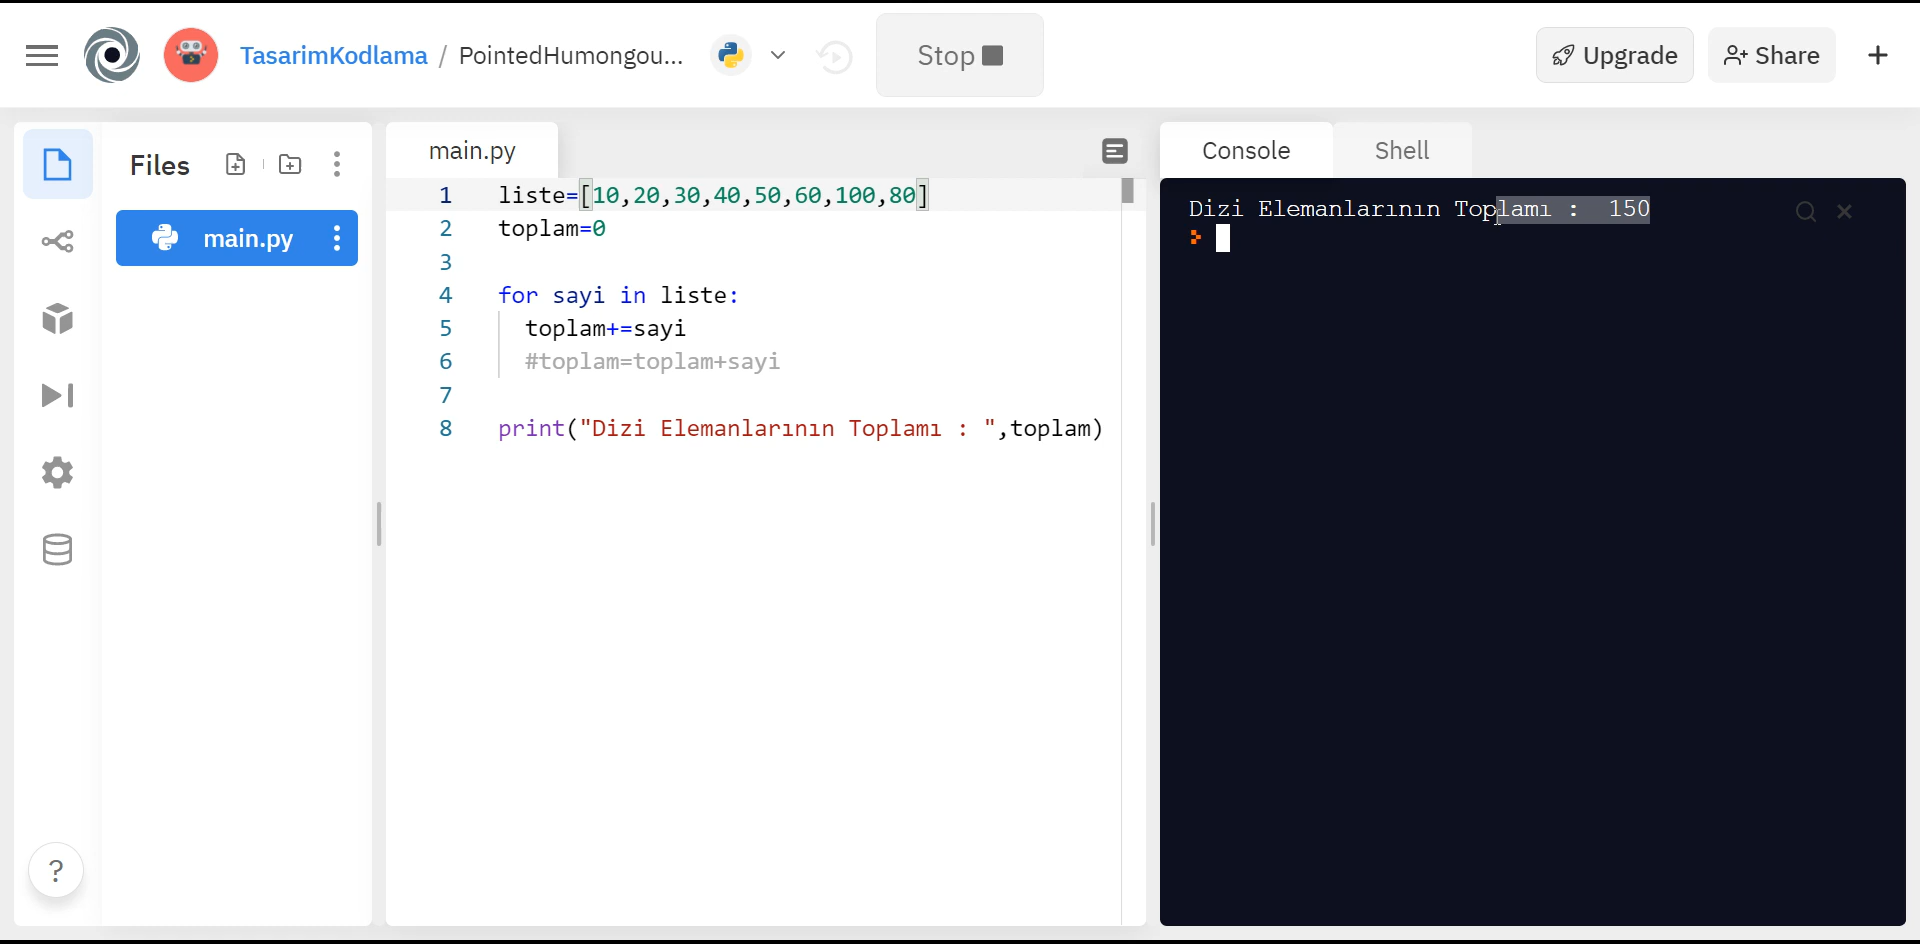 TasarimKodlama / PointedHumongou...
Stop
Upgrade
Share
Files
main.py
main.py
1 liste=[10,20,30,40,50,60,100,80]
2 toplam=0
3
4 for sayi in liste:
5 toplam+=sayi
6 #toplam=toplam+sayi
7
8 print("Dizi Elemanlarının Toplamı : ",toplam)
Console
Shell
Dizi Elemanlarının Toplamı :  150
?